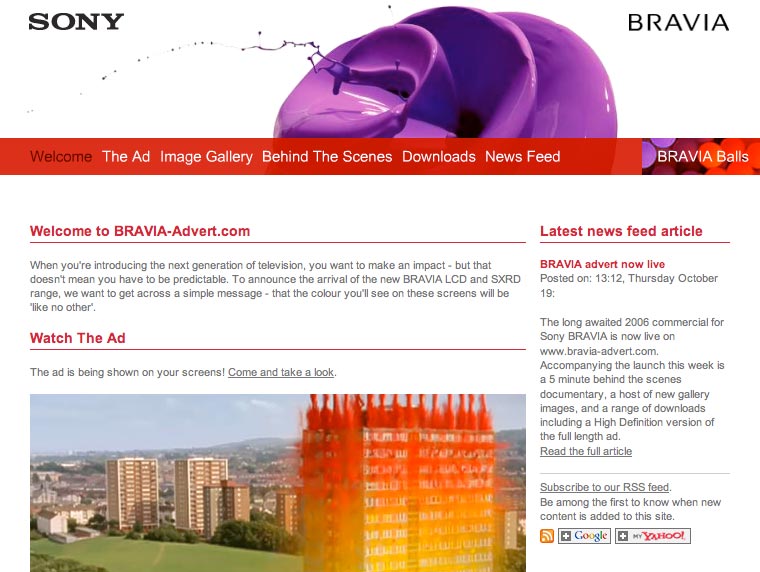 SONY
BRAVIA
Welcome The Ad Image Gallery Behind The Scenes Downloads News Feed BRAVIA Balls
Welcome to BRAVIA-Advert.com
When you're introducing the next generation of television, you want to make an impact - but that
doesn't mean you have to be predictable. To announce the arrival of the new BRAVIA LCD and SXRD
range, we want to get across a simple message - that the colour you'll see on these screens will be
'like no other'.
Watch The Ad
The ad is being shown on your screens! Come and take a look.
Latest news feed article
BRAVIA advert now live
Posted on: 13:12, Thursday October
19:
The long awaited 2006 commercial for
Sony BRAVIA is now live on
www.bravia-advert.com.
Accompanying the launch this week is
a 5 minute behind the scenes
documentary, a host of new gallery
images, and a range of downloads
including a High Definition version of
the full length ad.
Read the full article
Subscribe to our RSS feed.
Be among the first to know when new
content is added to this site.
Google MY YAHOO!